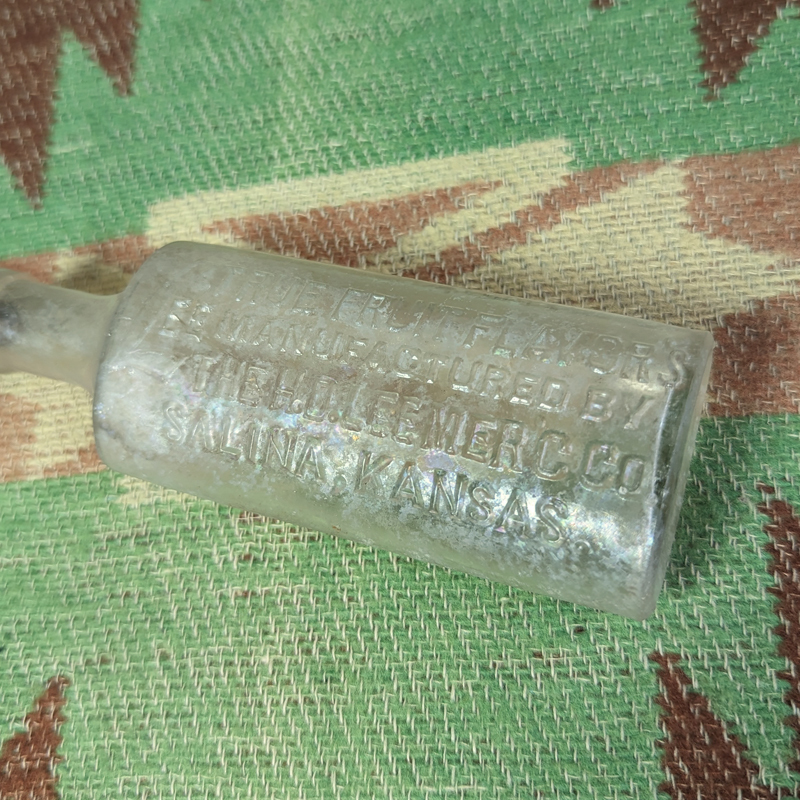 TRUE FRUIT FLAVORS
MANUFACTURED BY
THE H.D. LEE MERC CO
SALINA, KANSAS.